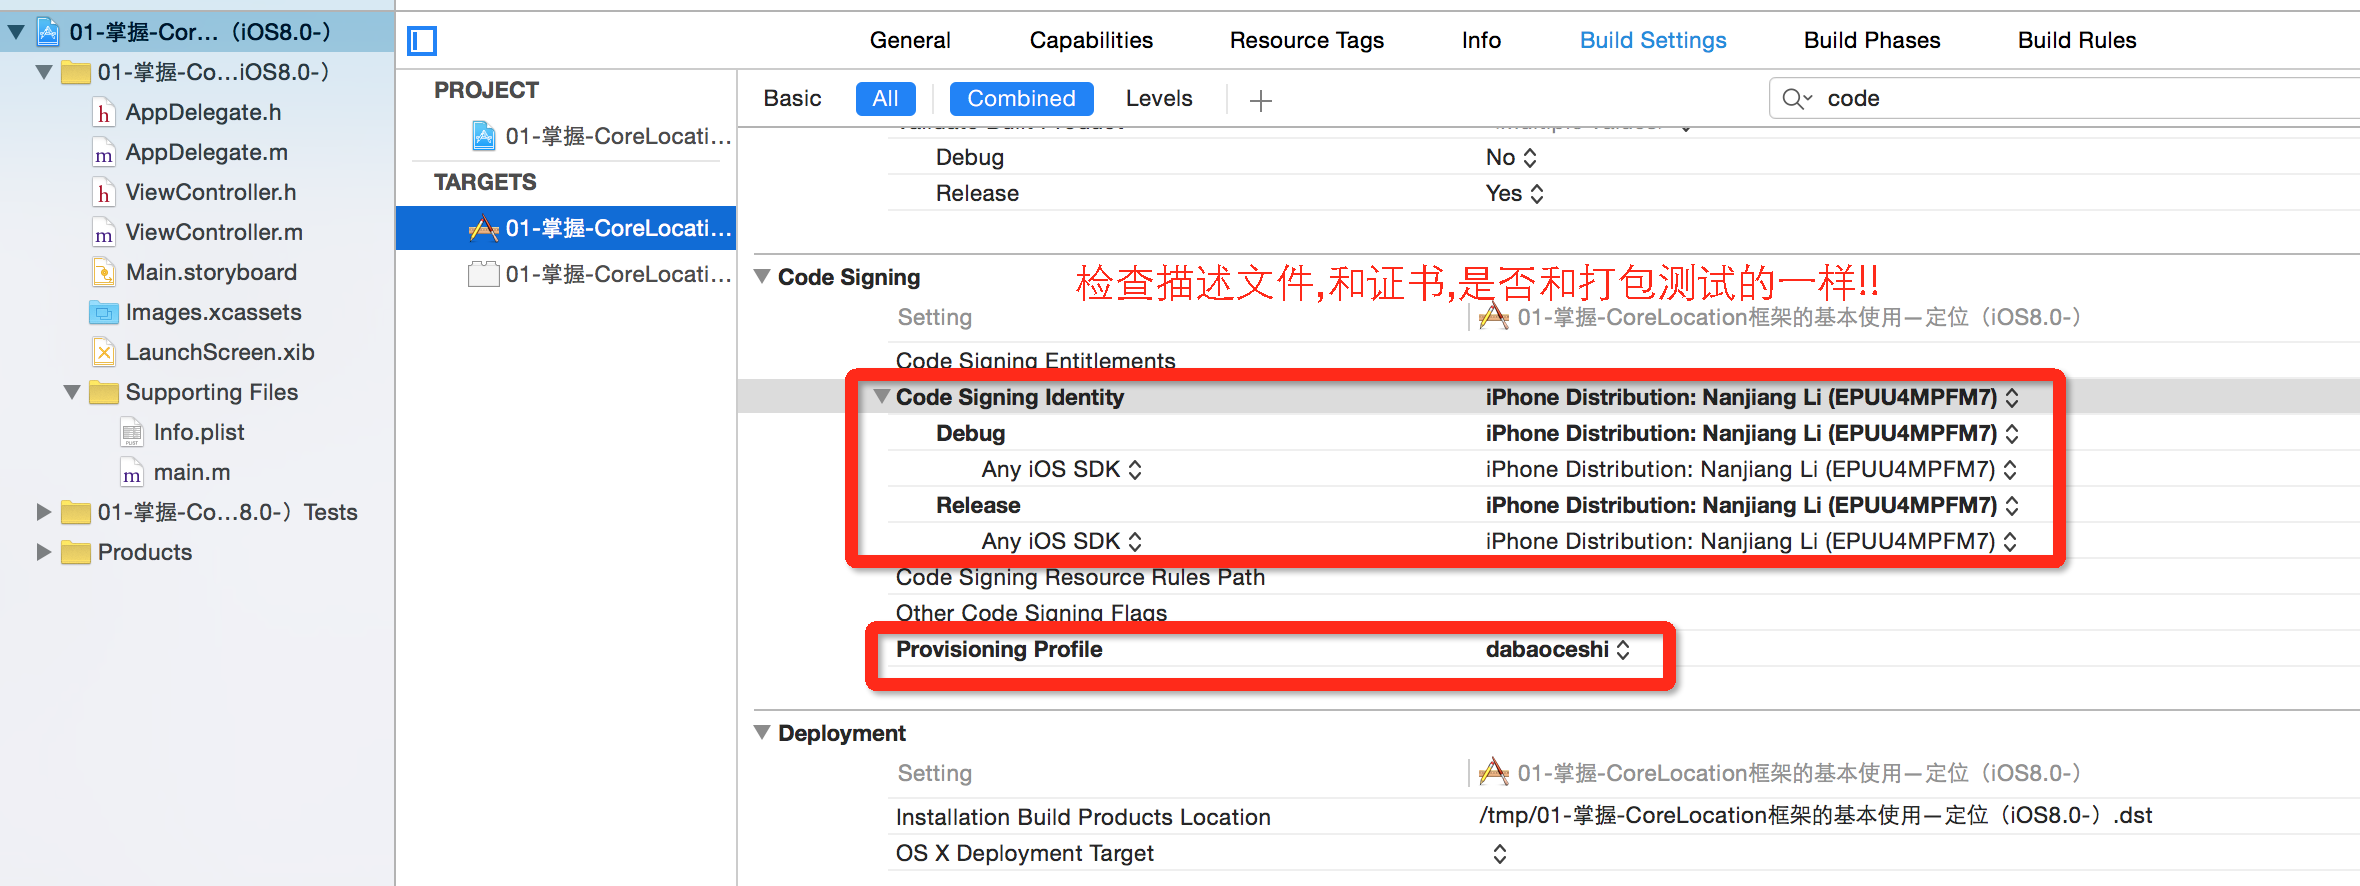 01-掌握-Cor...（iOS8.0-）
01-掌握-Co...iOS8.0-）
AppDelegate.h
AppDelegate.m
ViewController.h
ViewController.m
Main.storyboard
Images.xcassets
LaunchScreen.xib
Supporting Files
Info.plist
main.m
01-掌握-Co...8.0-）Tests
Products
General Capabilities Resource Tags Info Build Settings Build Phases Build Rules
PROJECT
01-掌握-CoreLocati...
TARGETS
01-掌握-CoreLocati...
01-掌握-CoreLocati...
Basic All Combined Levels + code
Validate Built Product <Multiple values>
Debug No
Release Yes
Code Signing
检查描述文件,和证书,是否和打包测试的一样!!
Setting 01-掌握-CoreLocation框架的基本使用—定位（iOS8.0-）
Code Signing Entitlements
Code Signing Identity iPhone Distribution: Nanjiang Li (EPUU4MPFM7)
Debug iPhone Distribution: Nanjiang Li (EPUU4MPFM7)
Any iOS SDK iPhone Distribution: Nanjiang Li (EPUU4MPFM7)
Release iPhone Distribution: Nanjiang Li (EPUU4MPFM7)
Any iOS SDK iPhone Distribution: Nanjiang Li (EPUU4MPFM7)
Code Signing Resource Rules Path
Other Code Signing Flags
Provisioning Profile dabaoceshi
Deployment
Setting 01-掌握-CoreLocation框架的基本使用—定位（iOS8.0-）
Installation Build Products Location /tmp/01-掌握-CoreLocation框架的基本使用—定位（iOS8.0-）.dst
OS X Deployment Target